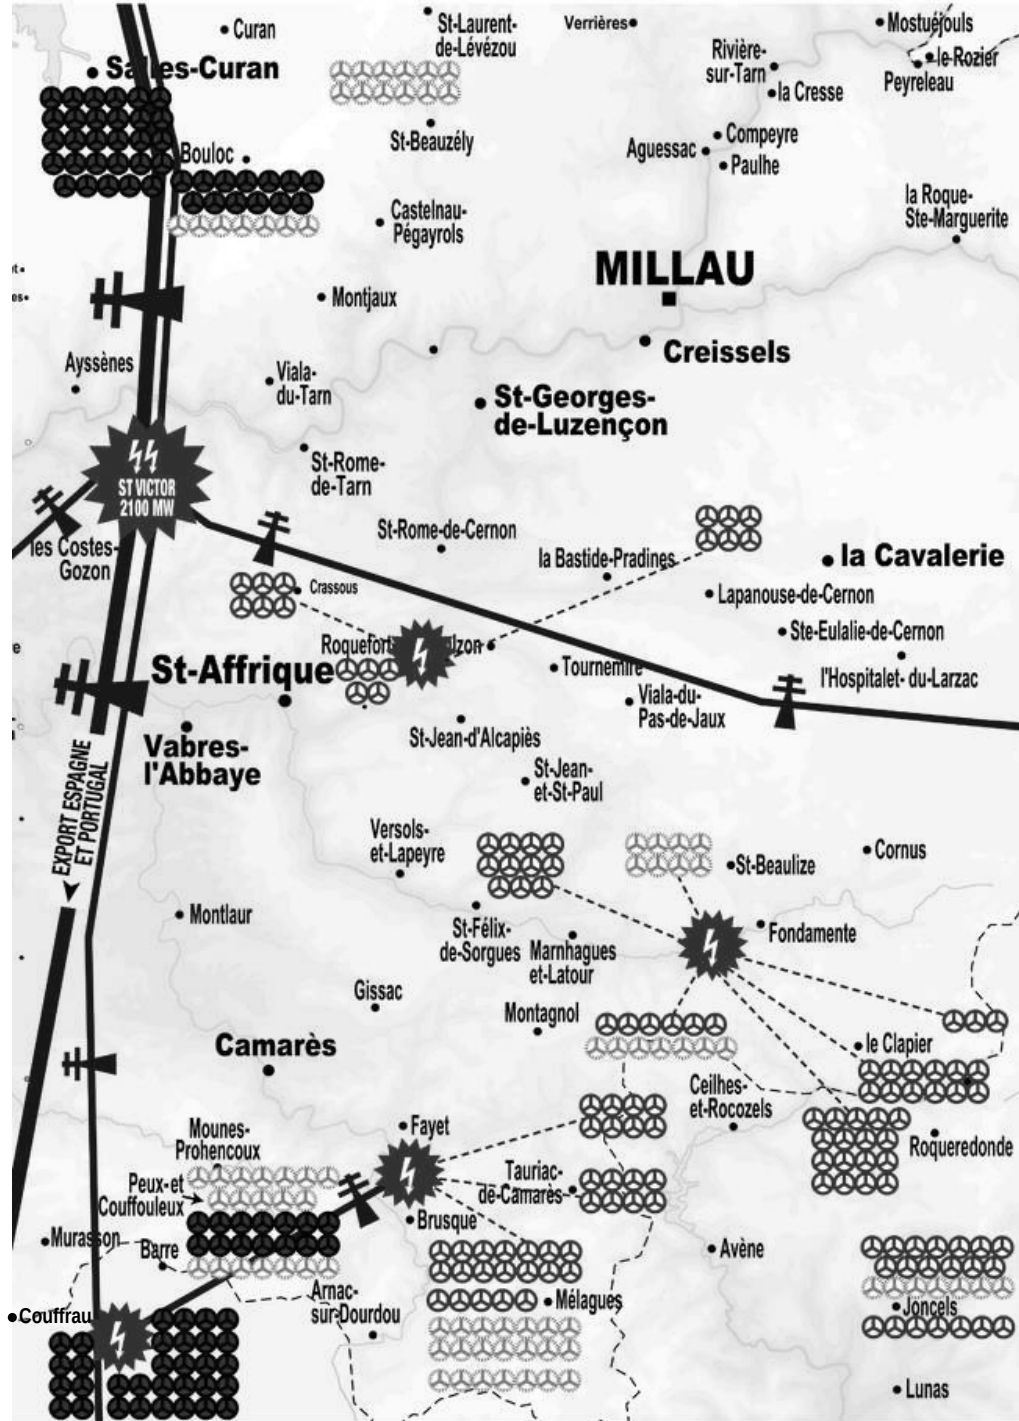 St-Laurent-
de-Lévézou
Curan
Verrières
Mostuéjouls
Rivière-
sur-Tarn
le Rozier
Peyreleau
Salles-Curan
la Cresse
St-Beauzély
Compeyre
Aguessac
Paulhe
Bouloc
Castelnau-
Pégayrols
la Roque-
Ste-Marguerite
MILLAU
Montjaux
Creissels
Ayssènes
Viala-
du-Tarn
St-Georges-
de-Luzençon
St-Rome-
de-Tarn
ST VICTOR
2100 MW
St-Rome-de-Cernon
les Costes-
Gozon
la Bastide-Pradines
la Cavalerie
Crassous
Lapanouse-de-Cernon
Ste-Eulalie-de-Cernon
Roquefort
St-Affrique
Tournemire
l'Hospitalet- du-Larzac
Viala-du-
Pas-de-Jaux
Vabres-
l'Abbaye
St-Jean-d'Alcapiès
St-Jean-
et-St-Paul
EXPORT ESPAGNE
ET PORTUGAL
Versols-
et-Lapeyre
St-Beaulize
Cornus
Montlaur
St-Félix-
de-Sorgues
Marnhagues
et-Latour
Fondamente
Gissac
Montagnol
Camarès
le Clapier
Ceilhes-
et-Rocozels
Mounes-
Prohencoux
Fayet
Roqueredonde
Peux-et
Couffouleux
Tauriac-
de-Camarès
Brusque
Murasson
Barre
Avène
Arnac-
sur-Dourdou
Mélagues
Joncels
Couffrau
Lunas